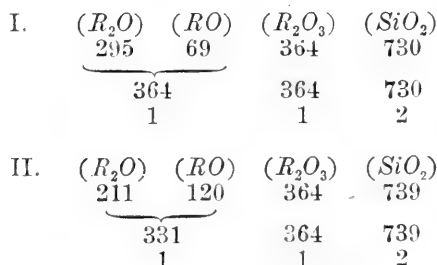 I. (R₂O) (RO) (R₂O₃) (SiO₂)
295 69 364 730
364 364 730
1 1 2
II. (R₂O) (RO) (R₂O₃) (SiO₂)
211 120 364 739
331 364 739
1 1 2